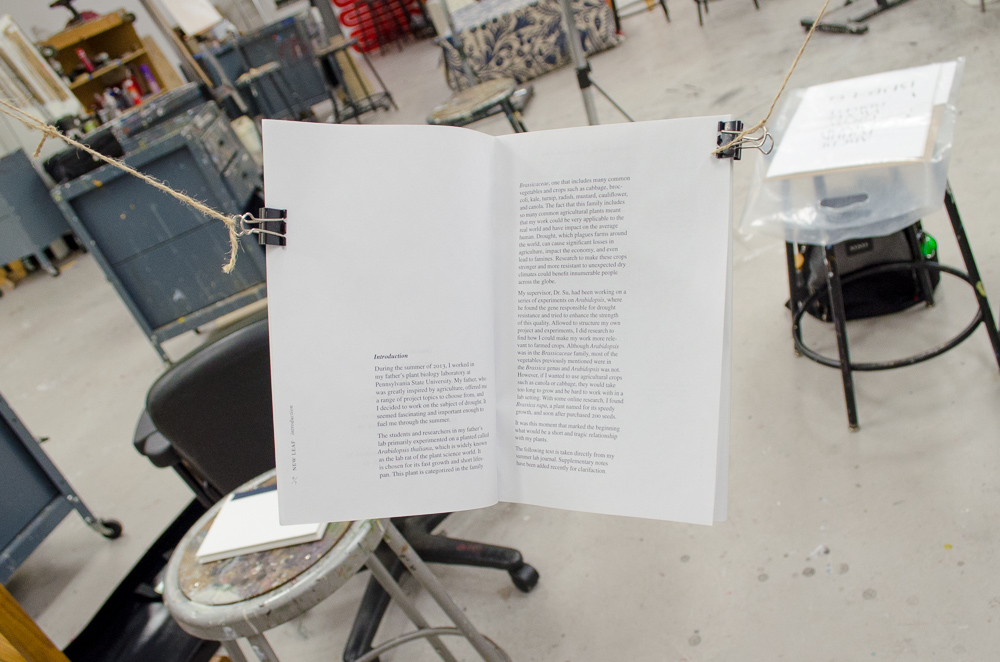 Introduction
During the summer of 2013, I worked in
my father's plant biology laboratory at
Pennsylvania State University. My father, who
was greatly inspired by agriculture, offered me
a range of project topics to choose from, and
I decided to work on the subject of drought. It
seemed fascinating and important enough to
fuel me through the summer.
The students and researchers in my father's
lab primarily experimented on a planted called
Arabidopsis thaliana, which is widely known
as the lab rat of the plant science world. It
is chosen for its fast growth and short lifes-
pan. This plant is categorized in the family
NEW LEAF introduction
Brassicaceae, one that includes many common
vegetables and crops such as cabbage, broc-
coli, kale, turnip, radish, mustard, cauliflower,
and canola. The fact that this family includes
so many common agricultural plants meant
that my work could be very applicable to the
real world and have impact on the average
human. Drought, which plagues farms around
the world, can cause significant losses in
agriculture, impact the economy, and even
lead to famines. Research to make these crops
stronger and more resistant to unexpected dry
climates could benefit innumerable people
across the globe.
My supervisor, Dr. Su, had been working on a
series of experiments on Arabidopsis, where
he found the gene responsible for drought
resistance and tried to enhance the strength
of this quality. Allowed to structure my own
project and experiments, I did research to
find how I could make my work more rele-
vant to farmed crops. Although Arabidopsis
was in the Brassicaceae family, most of the
vegetables previously mentioned were in
the Brassica genus and Arabidopsis was not.
However, if I wanted to use agricultural crops
such as canola or cabbage, they would take
too long to grow and be hard to work with in a
lab setting. With some online research, I found
Brassica rapa, a plant named for its speedy
growth, and soon after purchased 200 seeds.
It was this moment that marked the beginning
what would be a short and tragic relationship
with my plants.
The following text is taken directly from my
summer lab journal. Supplementary notes
have been added recently for clarification.